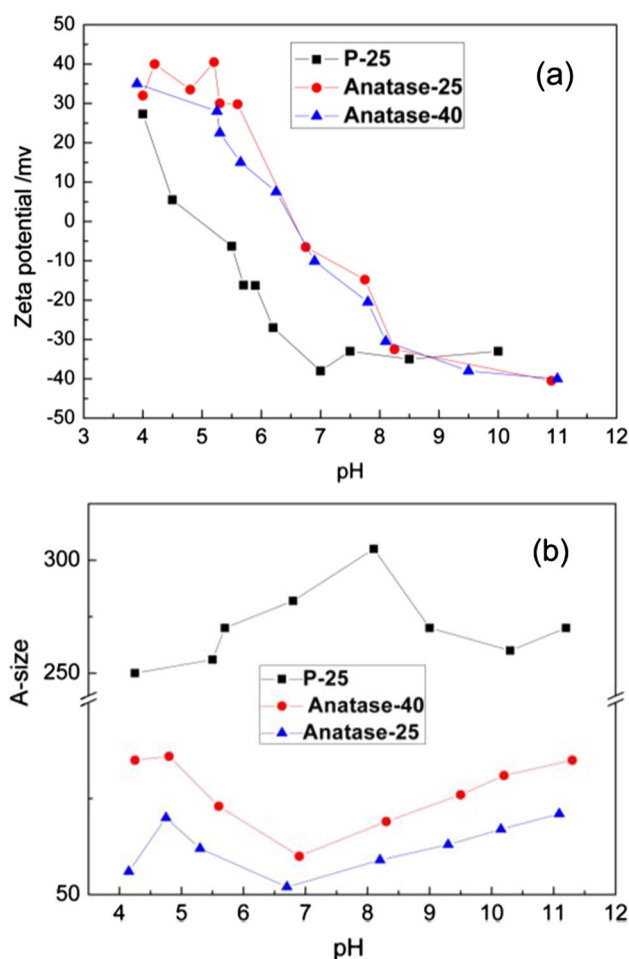 50
40
30
20
10
0
-10
-20
-30
-40
-50
Zeta potential /mv
P-25
Anatase-25
Anatase-40
(a)
3 4 5 6 7 8 9 10 11 12
pH
300
250
50
A-size
(b)
P-25
Anatase-40
Anatase-25
4 5 6 7 8 9 10 11 12
pH